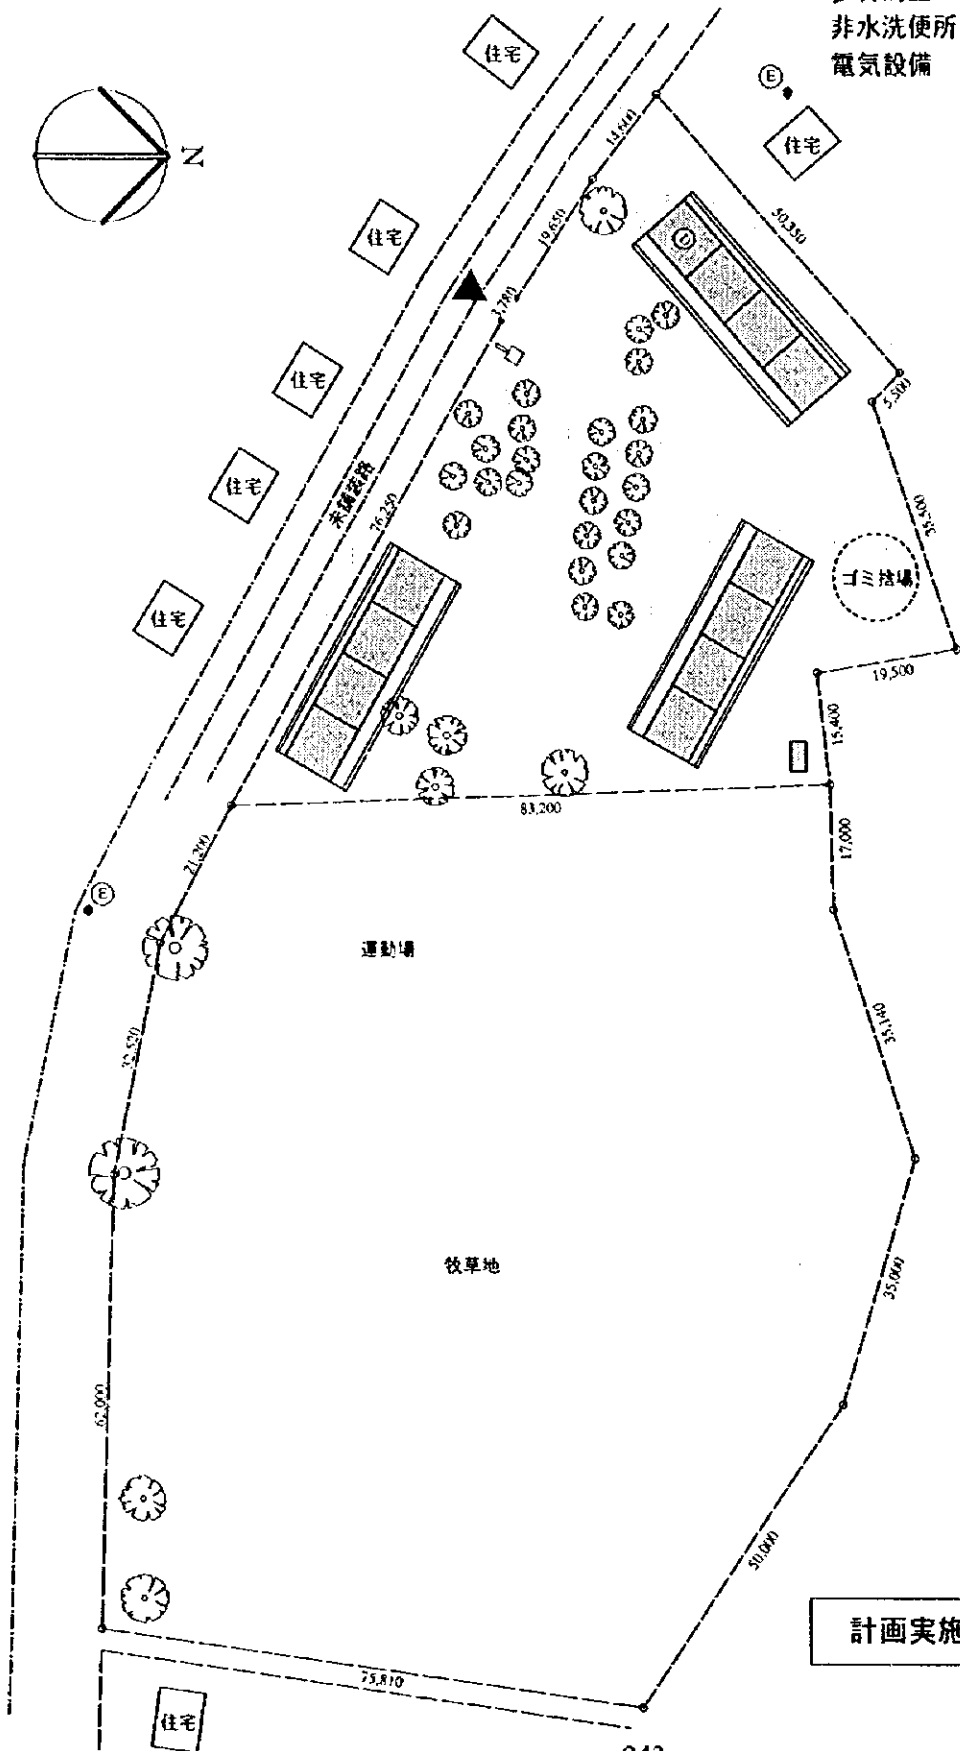 非水洗便所
電気設備
住宅
E
住宅
N
14,600
19,650
50,350
住宅
3,780
5,500
住宅
住宅
未舗装路
76,250
35,500
ゴミ捨場
住宅
19,500
15,400
83,200
17,000
21,200
E
運動場
32,520
35,140
牧草地
35,000
62,000
50,000
計画実施
75,810
住宅